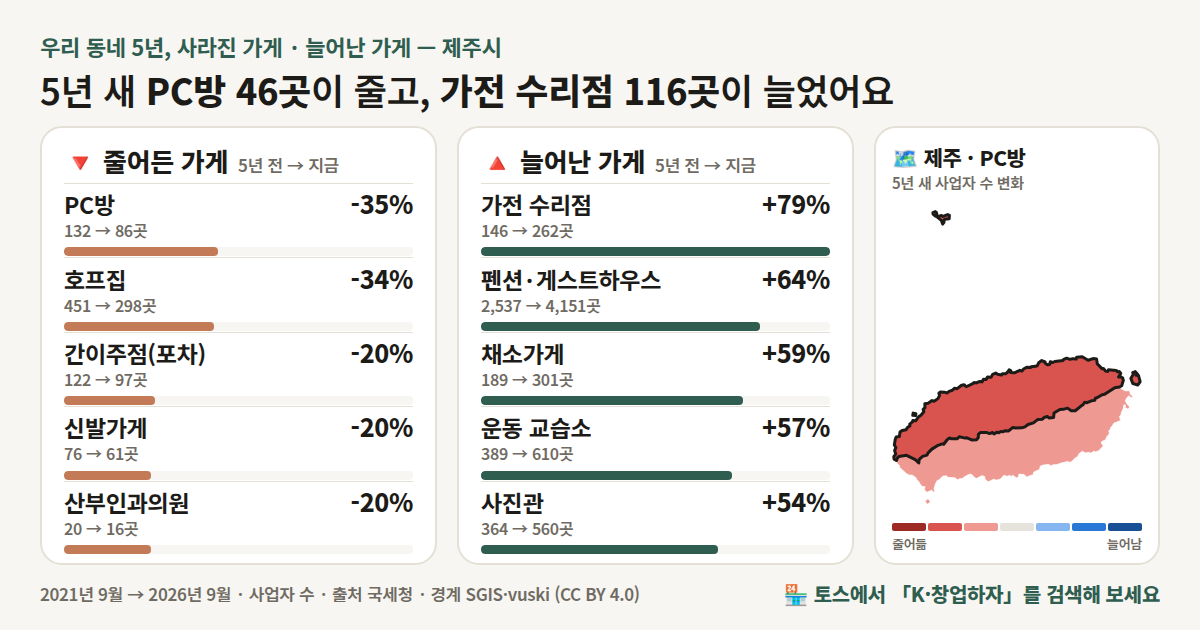 우리 동네 5년, 사라진 가게 · 늘어난 가게 — 제주시
5년 새 PC방 46곳이 줄고, 가전 수리점 116곳이 늘었어요
줄어든 가게 5년 전 → 지금
PC방 -35%
132 → 86곳
호프집 -34%
451 → 298곳
간이주점(포차) -20%
122 → 97곳
신발가게 -20%
76 → 61곳
산부인과의원 -20%
20 → 16곳
늘어난 가게 5년 전 → 지금
가전 수리점 +79%
146 → 262곳
펜션·게스트하우스 +64%
2,537 → 4,151곳
채소가게 +59%
189 → 301곳
운동 교습소 +57%
389 → 610곳
사진관 +54%
364 → 560곳
제주 · PC방
5년 새 사업자 수 변화
줄어듦 늘어남
2021년 9월 → 2026년 9월 · 사업자 수 · 출처 국세청 · 경계 SGIS·vuski (CC BY 4.0)
토스에서 「K·창업하자」를 검색해 보세요